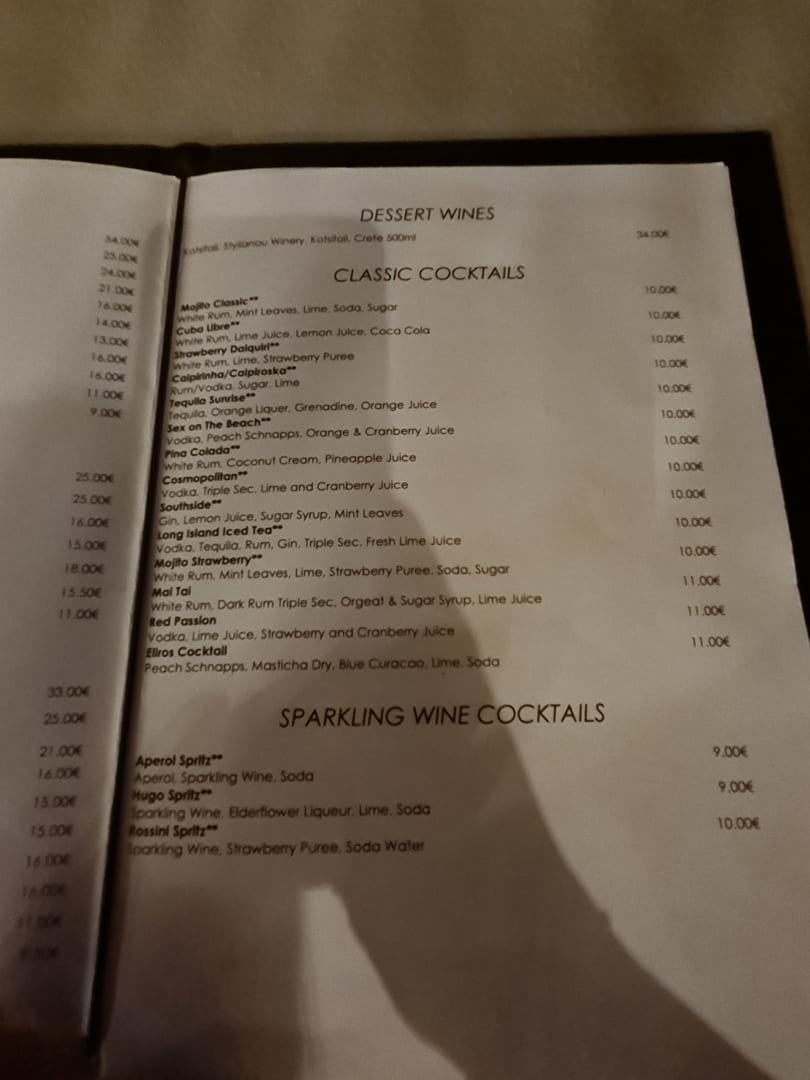 25.00€
24.00€
21.00€
16.00€
14.00€
13.00€
16.00€
16.00€
11.00€
9.00€
25.00€
25.00€
16.00€
15.00€
18.00€
15.50€
11.00€
33.00€
25.00€
21.00€
16.00€
15.00€
15.00€
16.00€
16.00€
11.00€
DESSERT WINES
Kotsifali, Stylianou Winery, Kotsifali, Crete 500ml 34.00€
CLASSIC COCKTAILS
Mojito Classic** 10.00€
White Rum, Mint Leaves, Lime, Soda, Sugar
Cuba Libre** 10.00€
White Rum, Lime Juice, Lemon Juice, Coca Cola
Strawberry Daiquiri** 10.00€
White Rum, Lime, Strawberry Puree
Caipirinha/Caipiroska** 10.00€
Rum/Vodka, Sugar, Lime
Tequila Sunrise** 10.00€
Tequila, Orange Liquer, Grenadine, Orange Juice
Sex on The Beach** 10.00€
Vodka, Peach Schnapps, Orange & Cranberry Juice
Pina Colada** 10.00€
White Rum, Coconut Cream, Pineapple Juice
Cosmopolitan** 10.00€
Vodka, Triple Sec, Lime and Cranberry Juice
Southside** 10.00€
Gin, Lemon Juice, Sugar Syrup, Mint Leaves
Long Island Iced Tea** 10.00€
Vodka, Tequila, Rum, Gin, Triple Sec, Fresh Lime Juice
Mojito Strawberry** 10.00€
White Rum, Mint Leaves, Lime, Strawberry Puree, Soda, Sugar
Mai Tai 11.00€
White Rum, Dark Rum Triple Sec, Orgeat & Sugar Syrup, Lime Juice
Red Passion 11.00€
Vodka, Lime Juice, Strawberry and Cranberry Juice
Eliros Cocktail 11.00€
Peach Schnapps, Masticha Dry, Blue Curacao, Lime, Soda
SPARKLING WINE COCKTAILS
Aperol Spritz** 9.00€
Aperol, Sparkling Wine, Soda
Hugo Spritz** 9.00€
Sparkling Wine, Elderflower Liqueur, Lime, Soda
Rossini Spritz** 10.00€
Sparkling Wine, Strawberry Puree, Soda Water